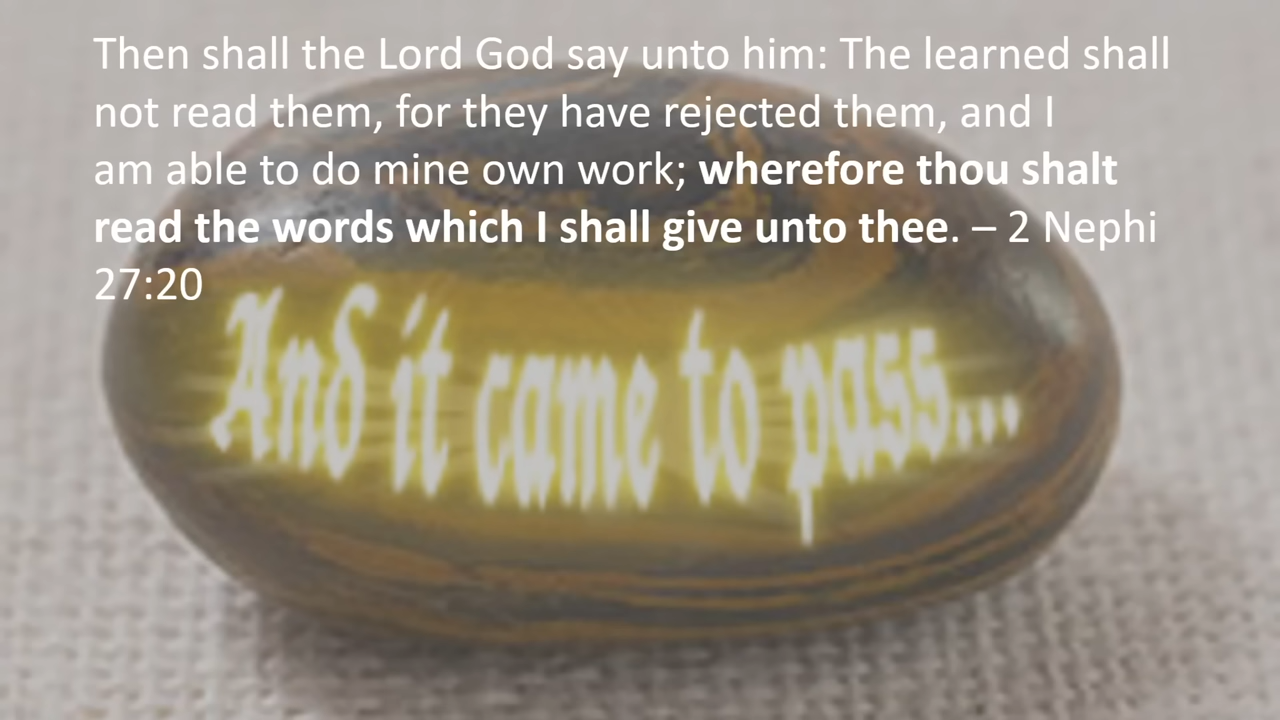 Then shall the Lord God say unto him: The learned shall
not read them, for they have rejected them, and I
am able to do mine own work; wherefore thou shalt
read the words which I shall give unto thee. – 2 Nephi
27:20
And it came to pass...